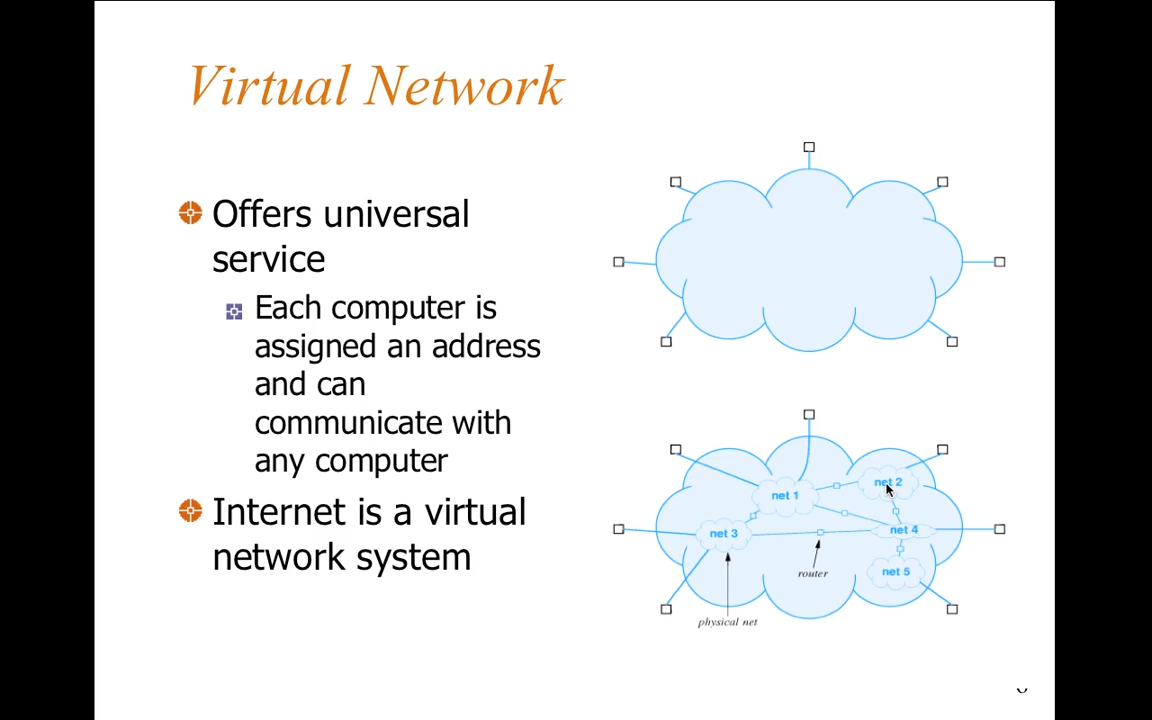 Virtual Network
Offers universal
service
Each computer is
assigned an address
and can
communicate with
any computer
Internet is a virtual
network system
net 1
net 2
net 3
net 4
net 5
router
physical net